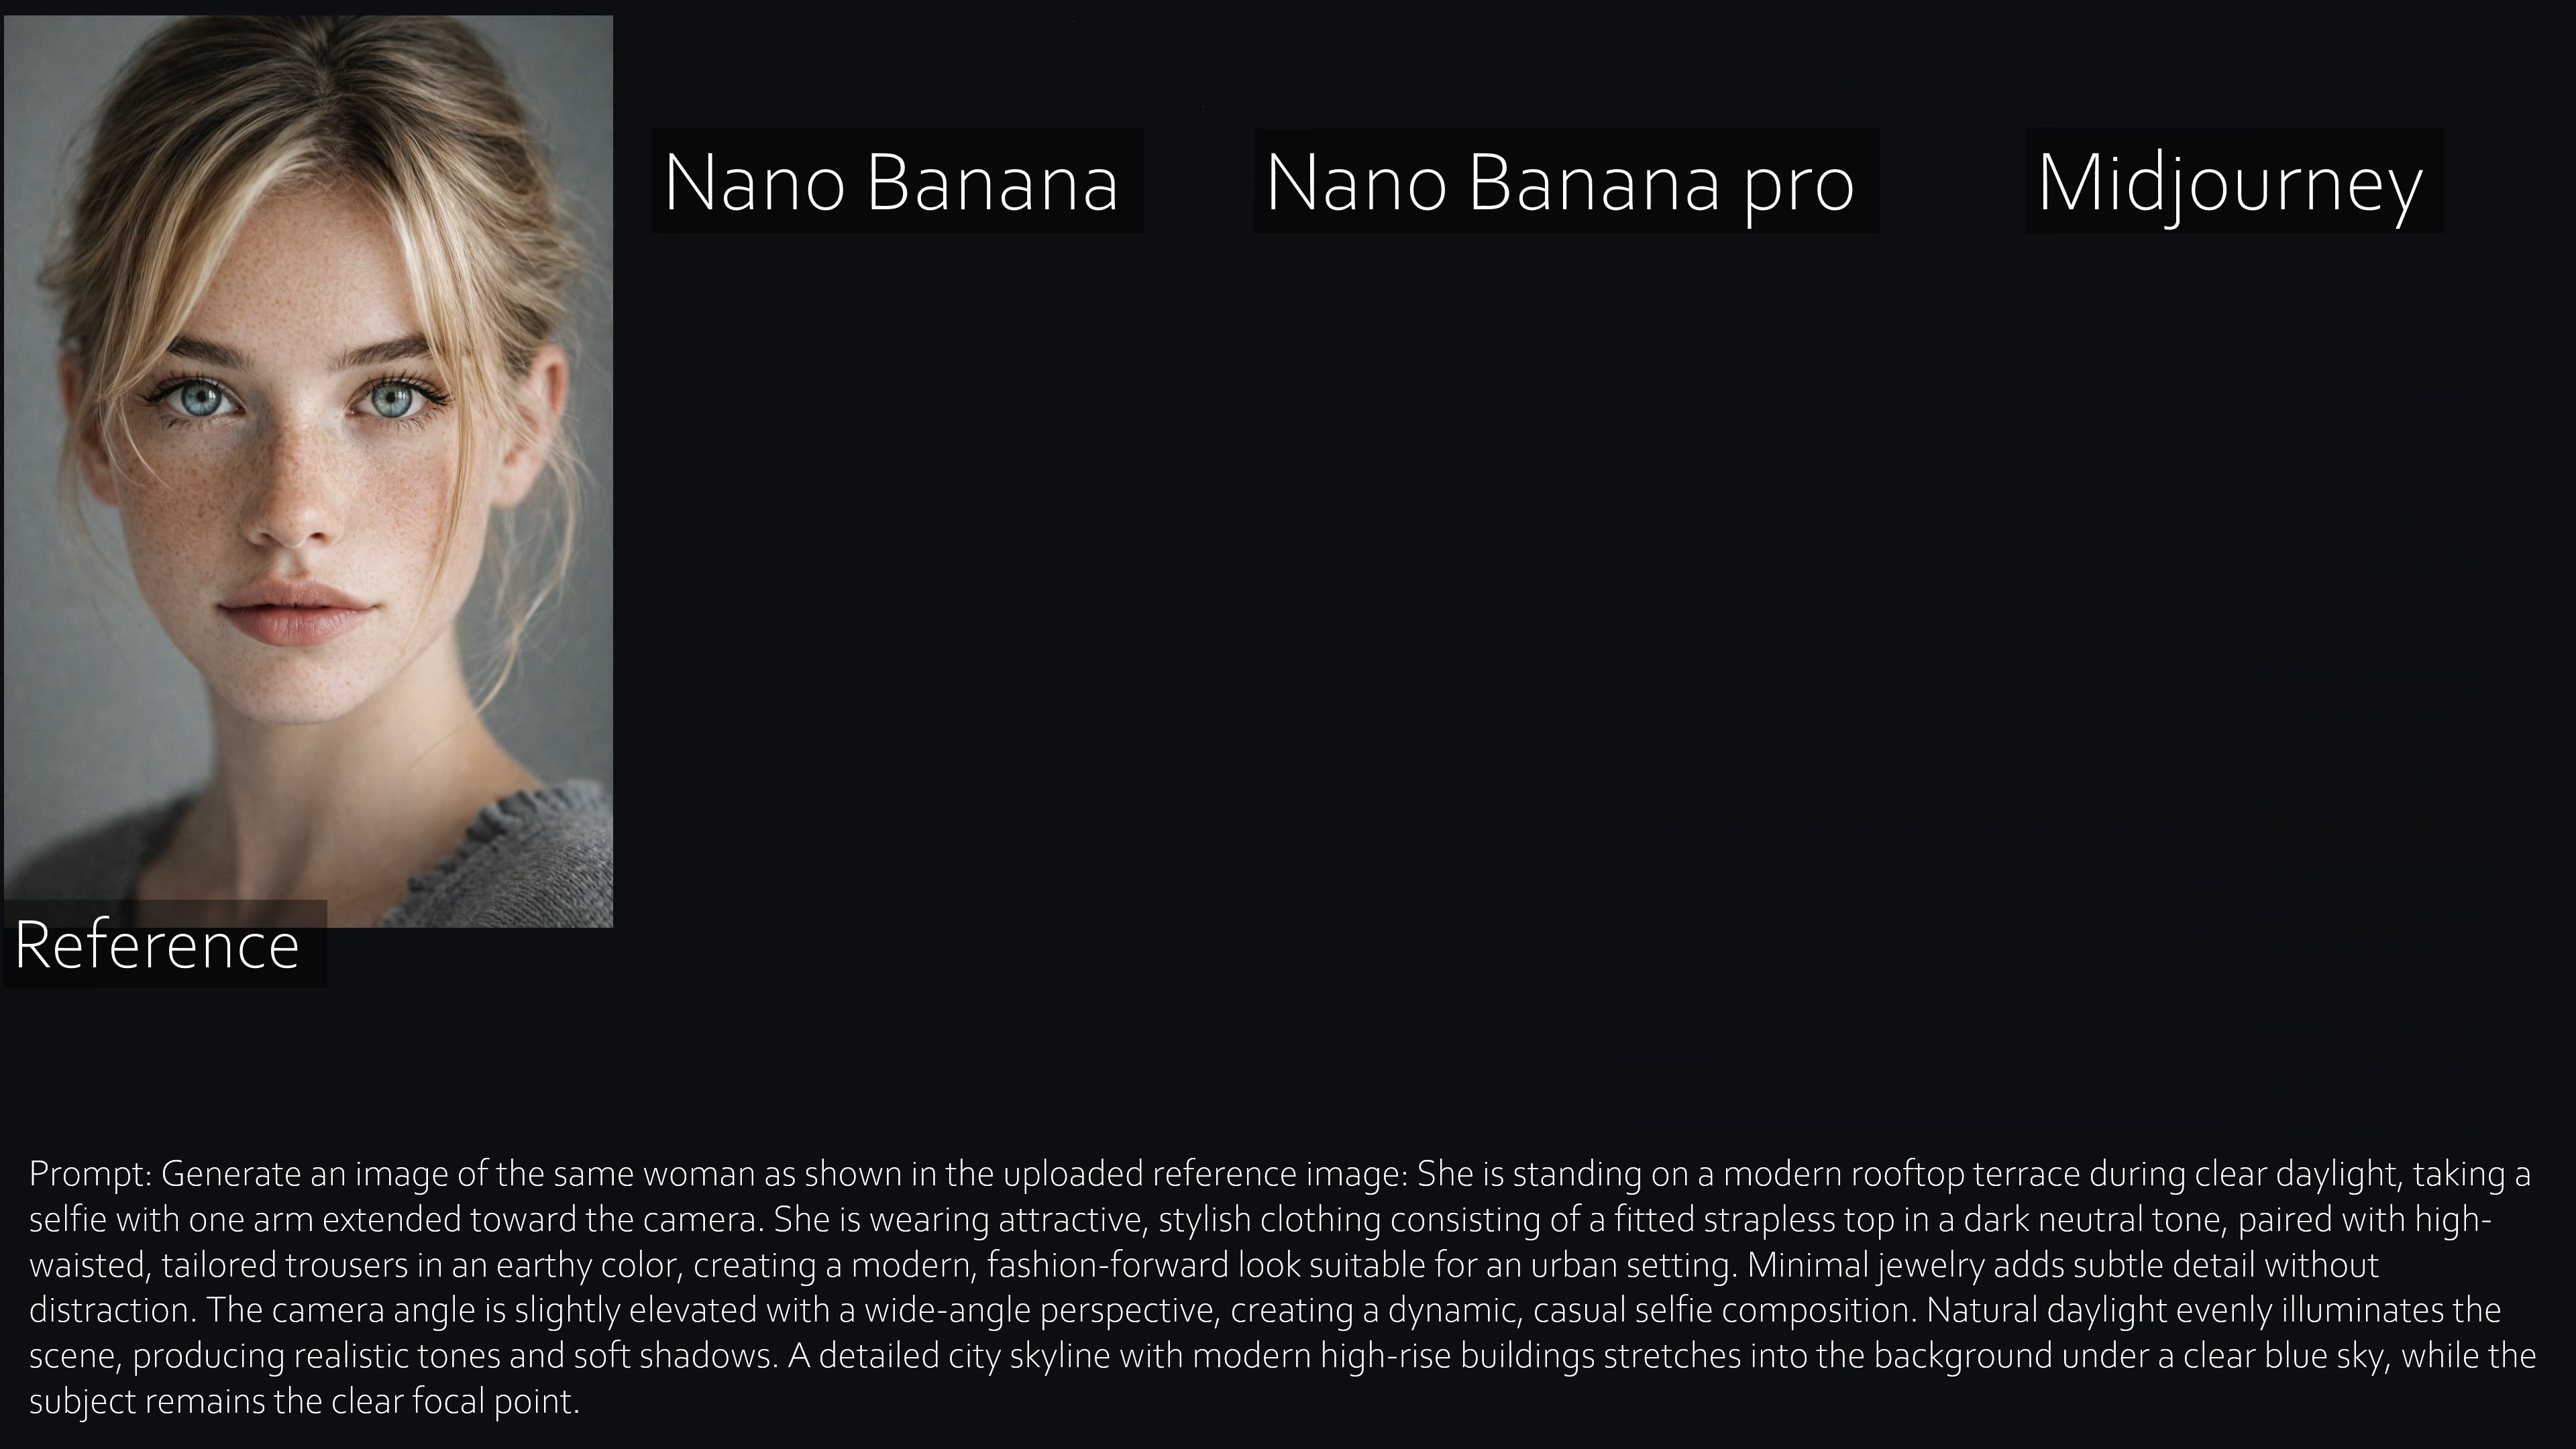 Nano Banana
Nano Banana pro
Midjourney
Reference
Prompt: Generate an image of the same woman as shown in the uploaded reference image: She is standing on a modern rooftop terrace during clear daylight, taking a
selfie with one arm extended toward the camera. She is wearing attractive, stylish clothing consisting of a fitted strapless top in a dark neutral tone, paired with high-
waisted, tailored trousers in an earthy color, creating a modern, fashion-forward look suitable for an urban setting. Minimal jewelry adds subtle detail without
distraction. The camera angle is slightly elevated with a wide-angle perspective, creating a dynamic, casual selfie composition. Natural daylight evenly illuminates the
scene, producing realistic tones and soft shadows. A detailed city skyline with modern high-rise buildings stretches into the background under a clear blue sky, while the
subject remains the clear focal point.